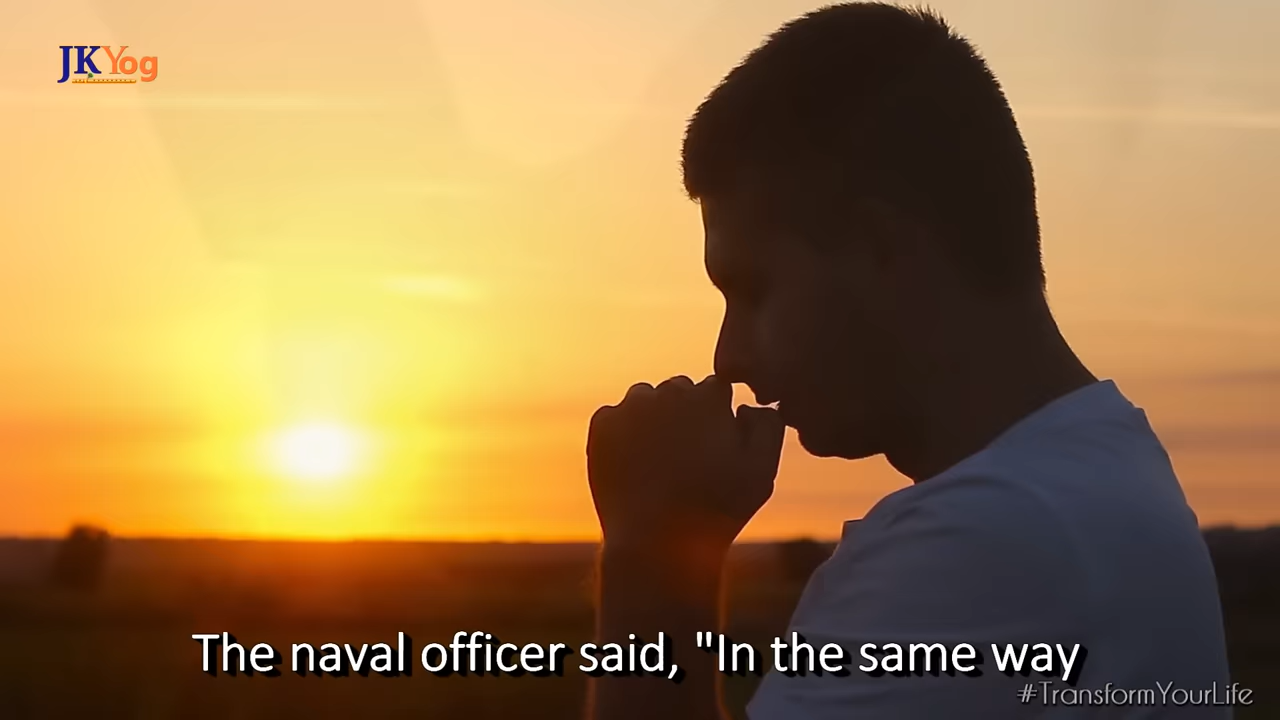 JKYog
The naval officer said, "In the same way
#TransformYourLife